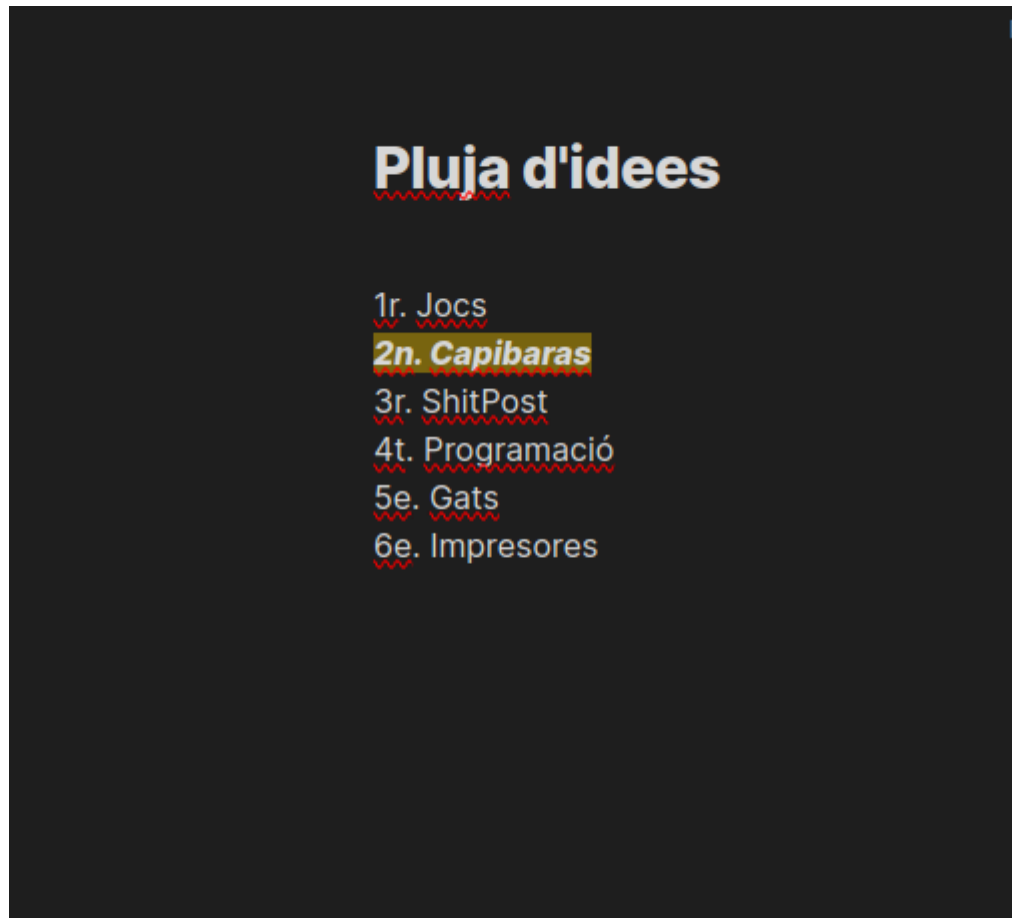 Pluja d'idees
1r. Jocs
2n. Capibaras
3r. ShitPost
4t. Programació
5e. Gats
6e. Impresores